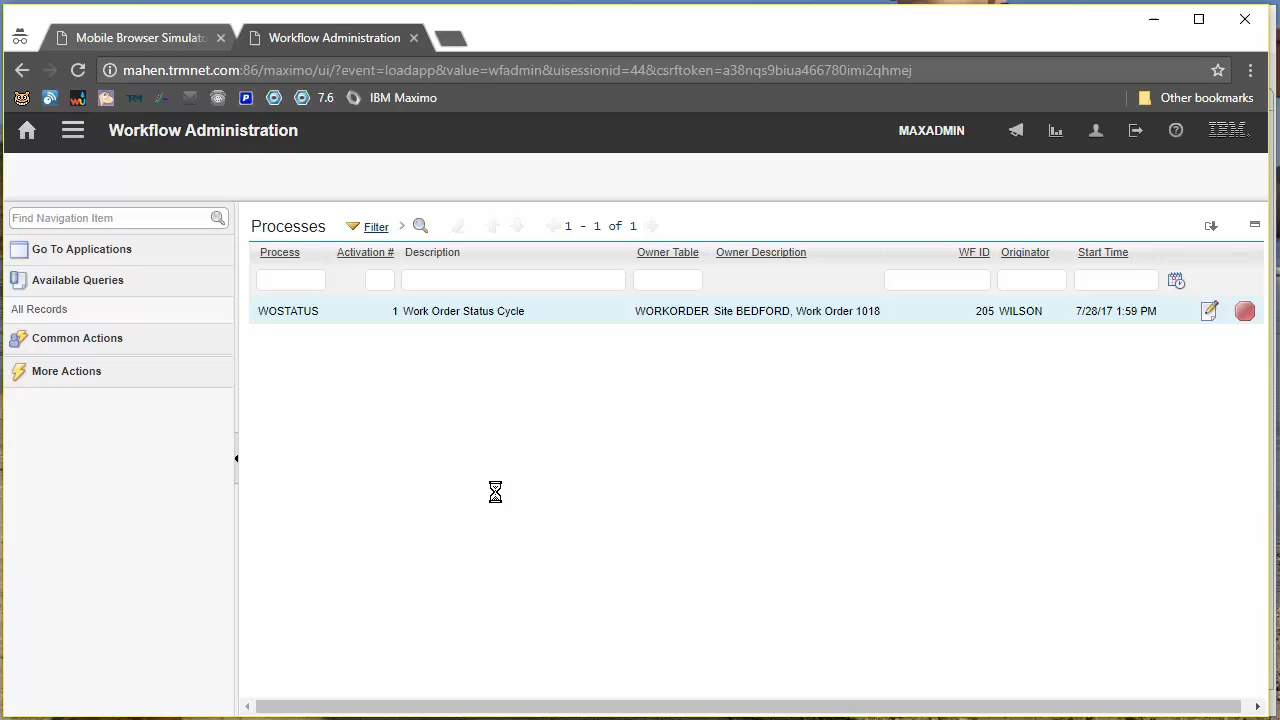 Mobile Browser Simulato
Workflow Administration
mahen.trmnet.com:86/maximo/ui/?event=loadapp&value=wfadmin&uisessionid=44&csrftoken=a38nqs9biua466780imi2qhmej
7.6 IBM Maximo Other bookmarks
Workflow Administration MAXADMIN IBM.
Find Navigation Item
Go To Applications
Available Queries
All Records
Common Actions
More Actions
Processes Filter 1 - 1 of 1
Process Activation # Description Owner Table Owner Description WF ID Originator Start Time
WOSTATUS 1 Work Order Status Cycle WORKORDER Site BEDFORD, Work Order 1018 205 WILSON 7/28/17 1:59 PM